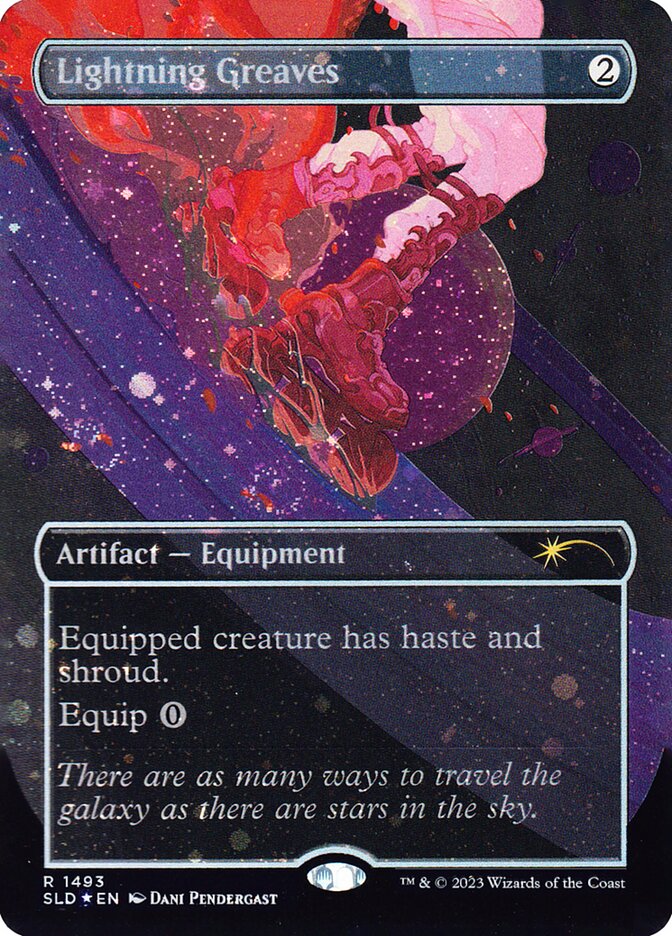 Lightning Greaves 2
Artifact — Equipment
Equipped creature has haste and
shroud.
Equip 0
There are as many ways to travel the
galaxy as there are stars in the sky.
R 1493
SLD★EN Dani Pendergast
™ & © 2023 Wizards of the Coast